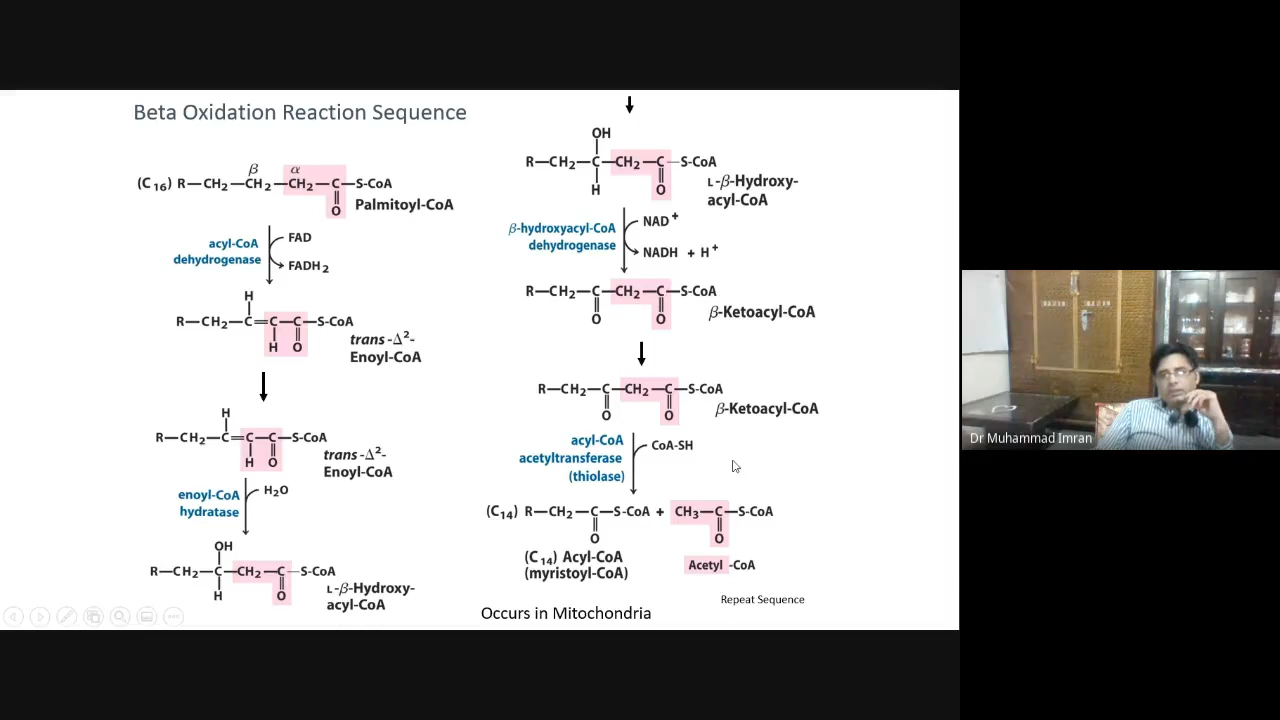 Beta Oxidation Reaction Sequence
β α
(C16) R—CH2—CH2—CH2—C—S-CoA
O
Palmitoyl-CoA
acyl-CoA
dehydrogenase
FAD
FADH2
H
R—CH2—C=C—C—S-CoA
H O
trans-Δ2-
Enoyl-CoA
H
R—CH2—C=C—C—S-CoA
H O
trans-Δ2-
Enoyl-CoA
enoyl-CoA
hydratase
H2O
OH
R—CH2—C—CH2—C—S-CoA
H O
L-β-Hydroxy-
acyl-CoA
OH
R—CH2—C—CH2—C—S-CoA
H O
L-β-Hydroxy-
acyl-CoA
β-hydroxyacyl-CoA
dehydrogenase
NAD+
NADH + H+
R—CH2—C—CH2—C—S-CoA
O O
β-Ketoacyl-CoA
R—CH2—C—CH2—C—S-CoA
O O
β-Ketoacyl-CoA
acyl-CoA
acetyltransferase
(thiolase)
CoA-SH
(C14) R—CH2—C—S-CoA + CH3—C—S-CoA
O O
(C14) Acyl-CoA
(myristoyl-CoA)
Acetyl -CoA
Repeat Sequence
Occurs in Mitochondria
Dr Muhammad Imran